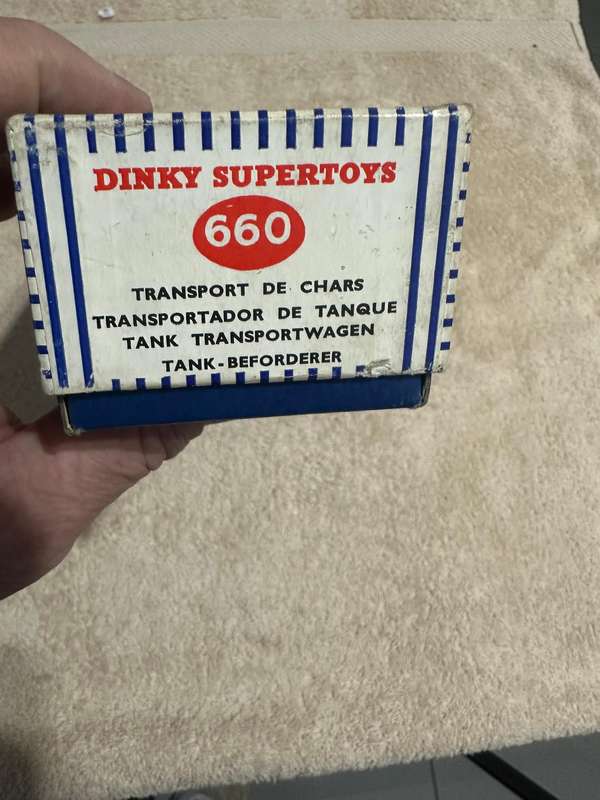 DINKY SUPERTOYS
660
TRANSPORT DE CHARS
TRANSPORTADOR DE TANQUE
TANK TRANSPORTWAGEN
TANK-BEFORDERER